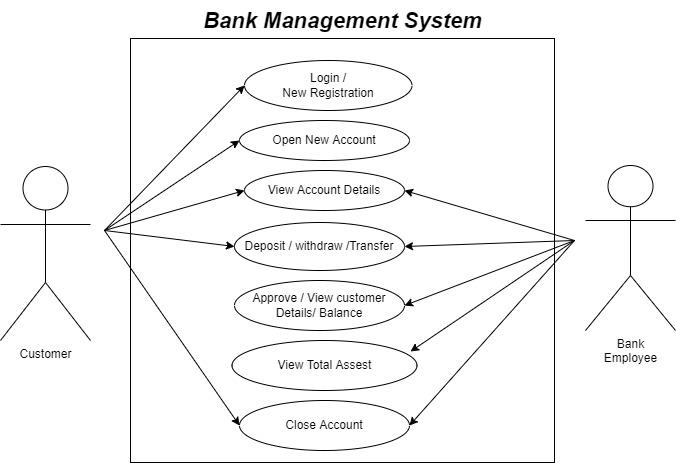 Bank Management System
Login /
New Registration
Open New Account
View Account Details
Deposit / withdraw /Transfer
Approve / View customer
Details/ Balance
View Total Assest
Close Account
Customer
Bank
Employee